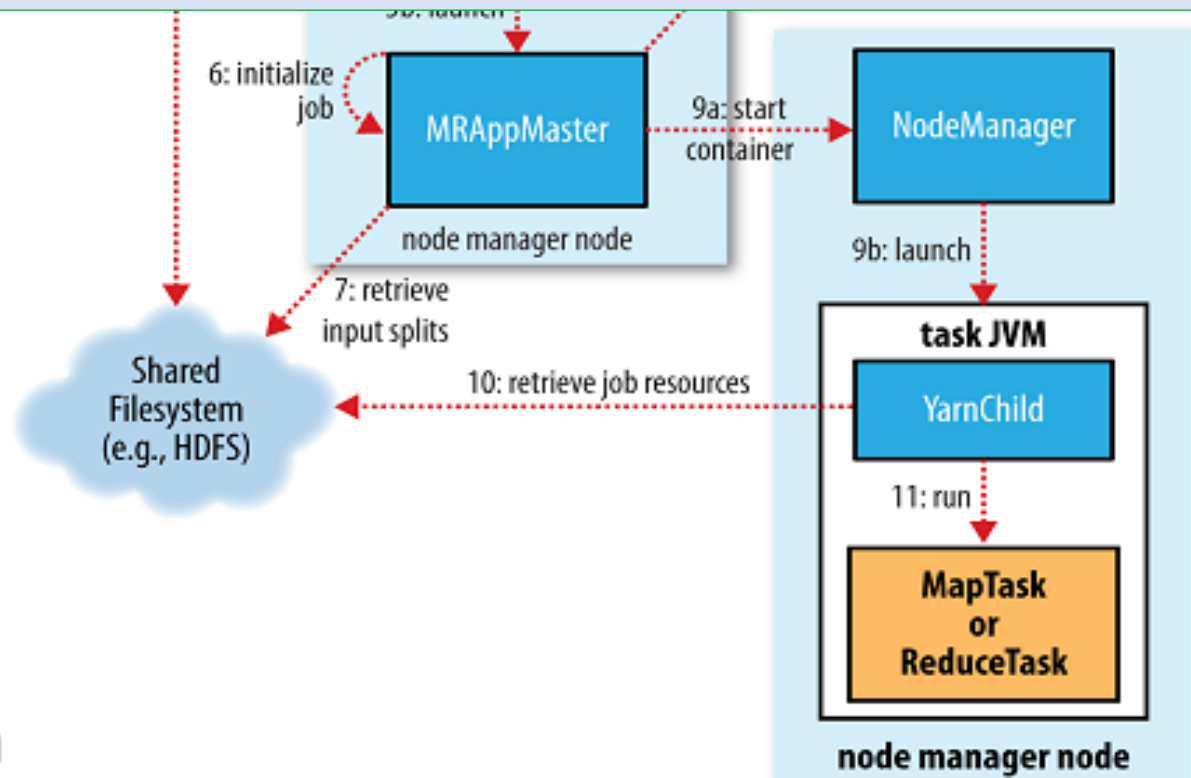 launch
6: initialize
job
MRAppMaster
9a: start
container
NodeManager
node manager node
9b: launch
7: retrieve
input splits
task JVM
Shared
Filesystem
(e.g., HDFS)
10: retrieve job resources
YarnChild
11: run
MapTask
or
ReduceTask
node manager node